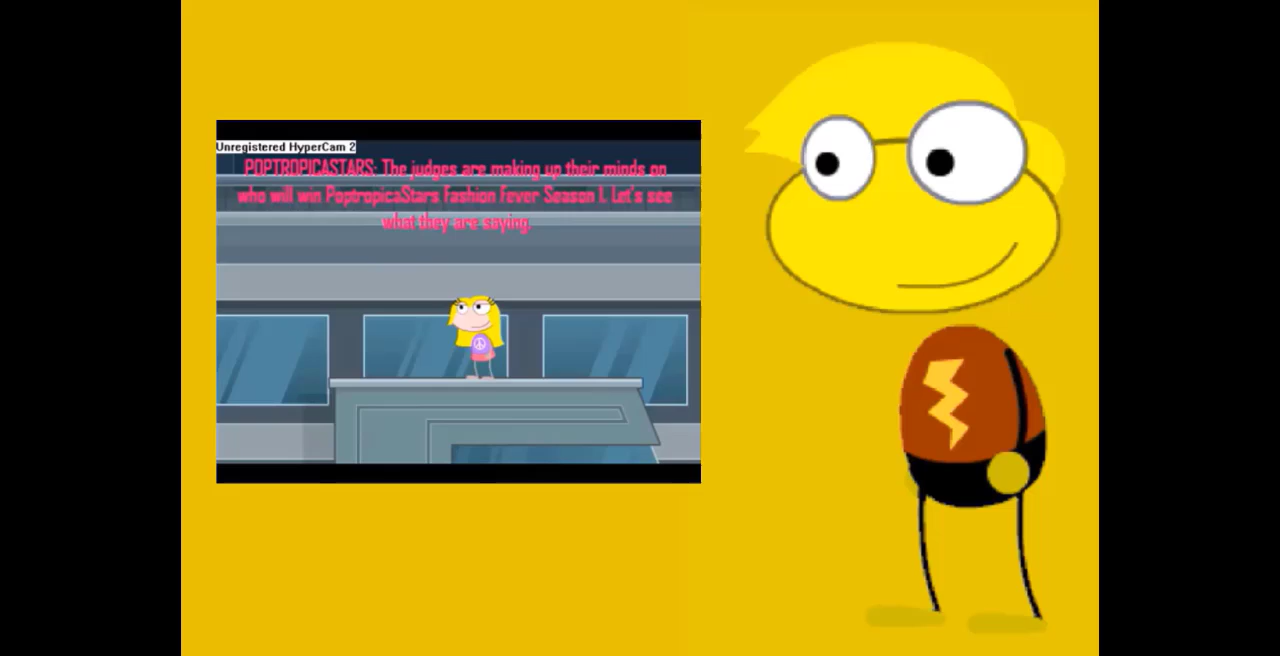 Unregistered HyperCam 2
POPTROPICASTARS: The judges are making up their minds on
who will win PoptropicaStars Fashion Fever Season 1. Let's see
what they are saying.